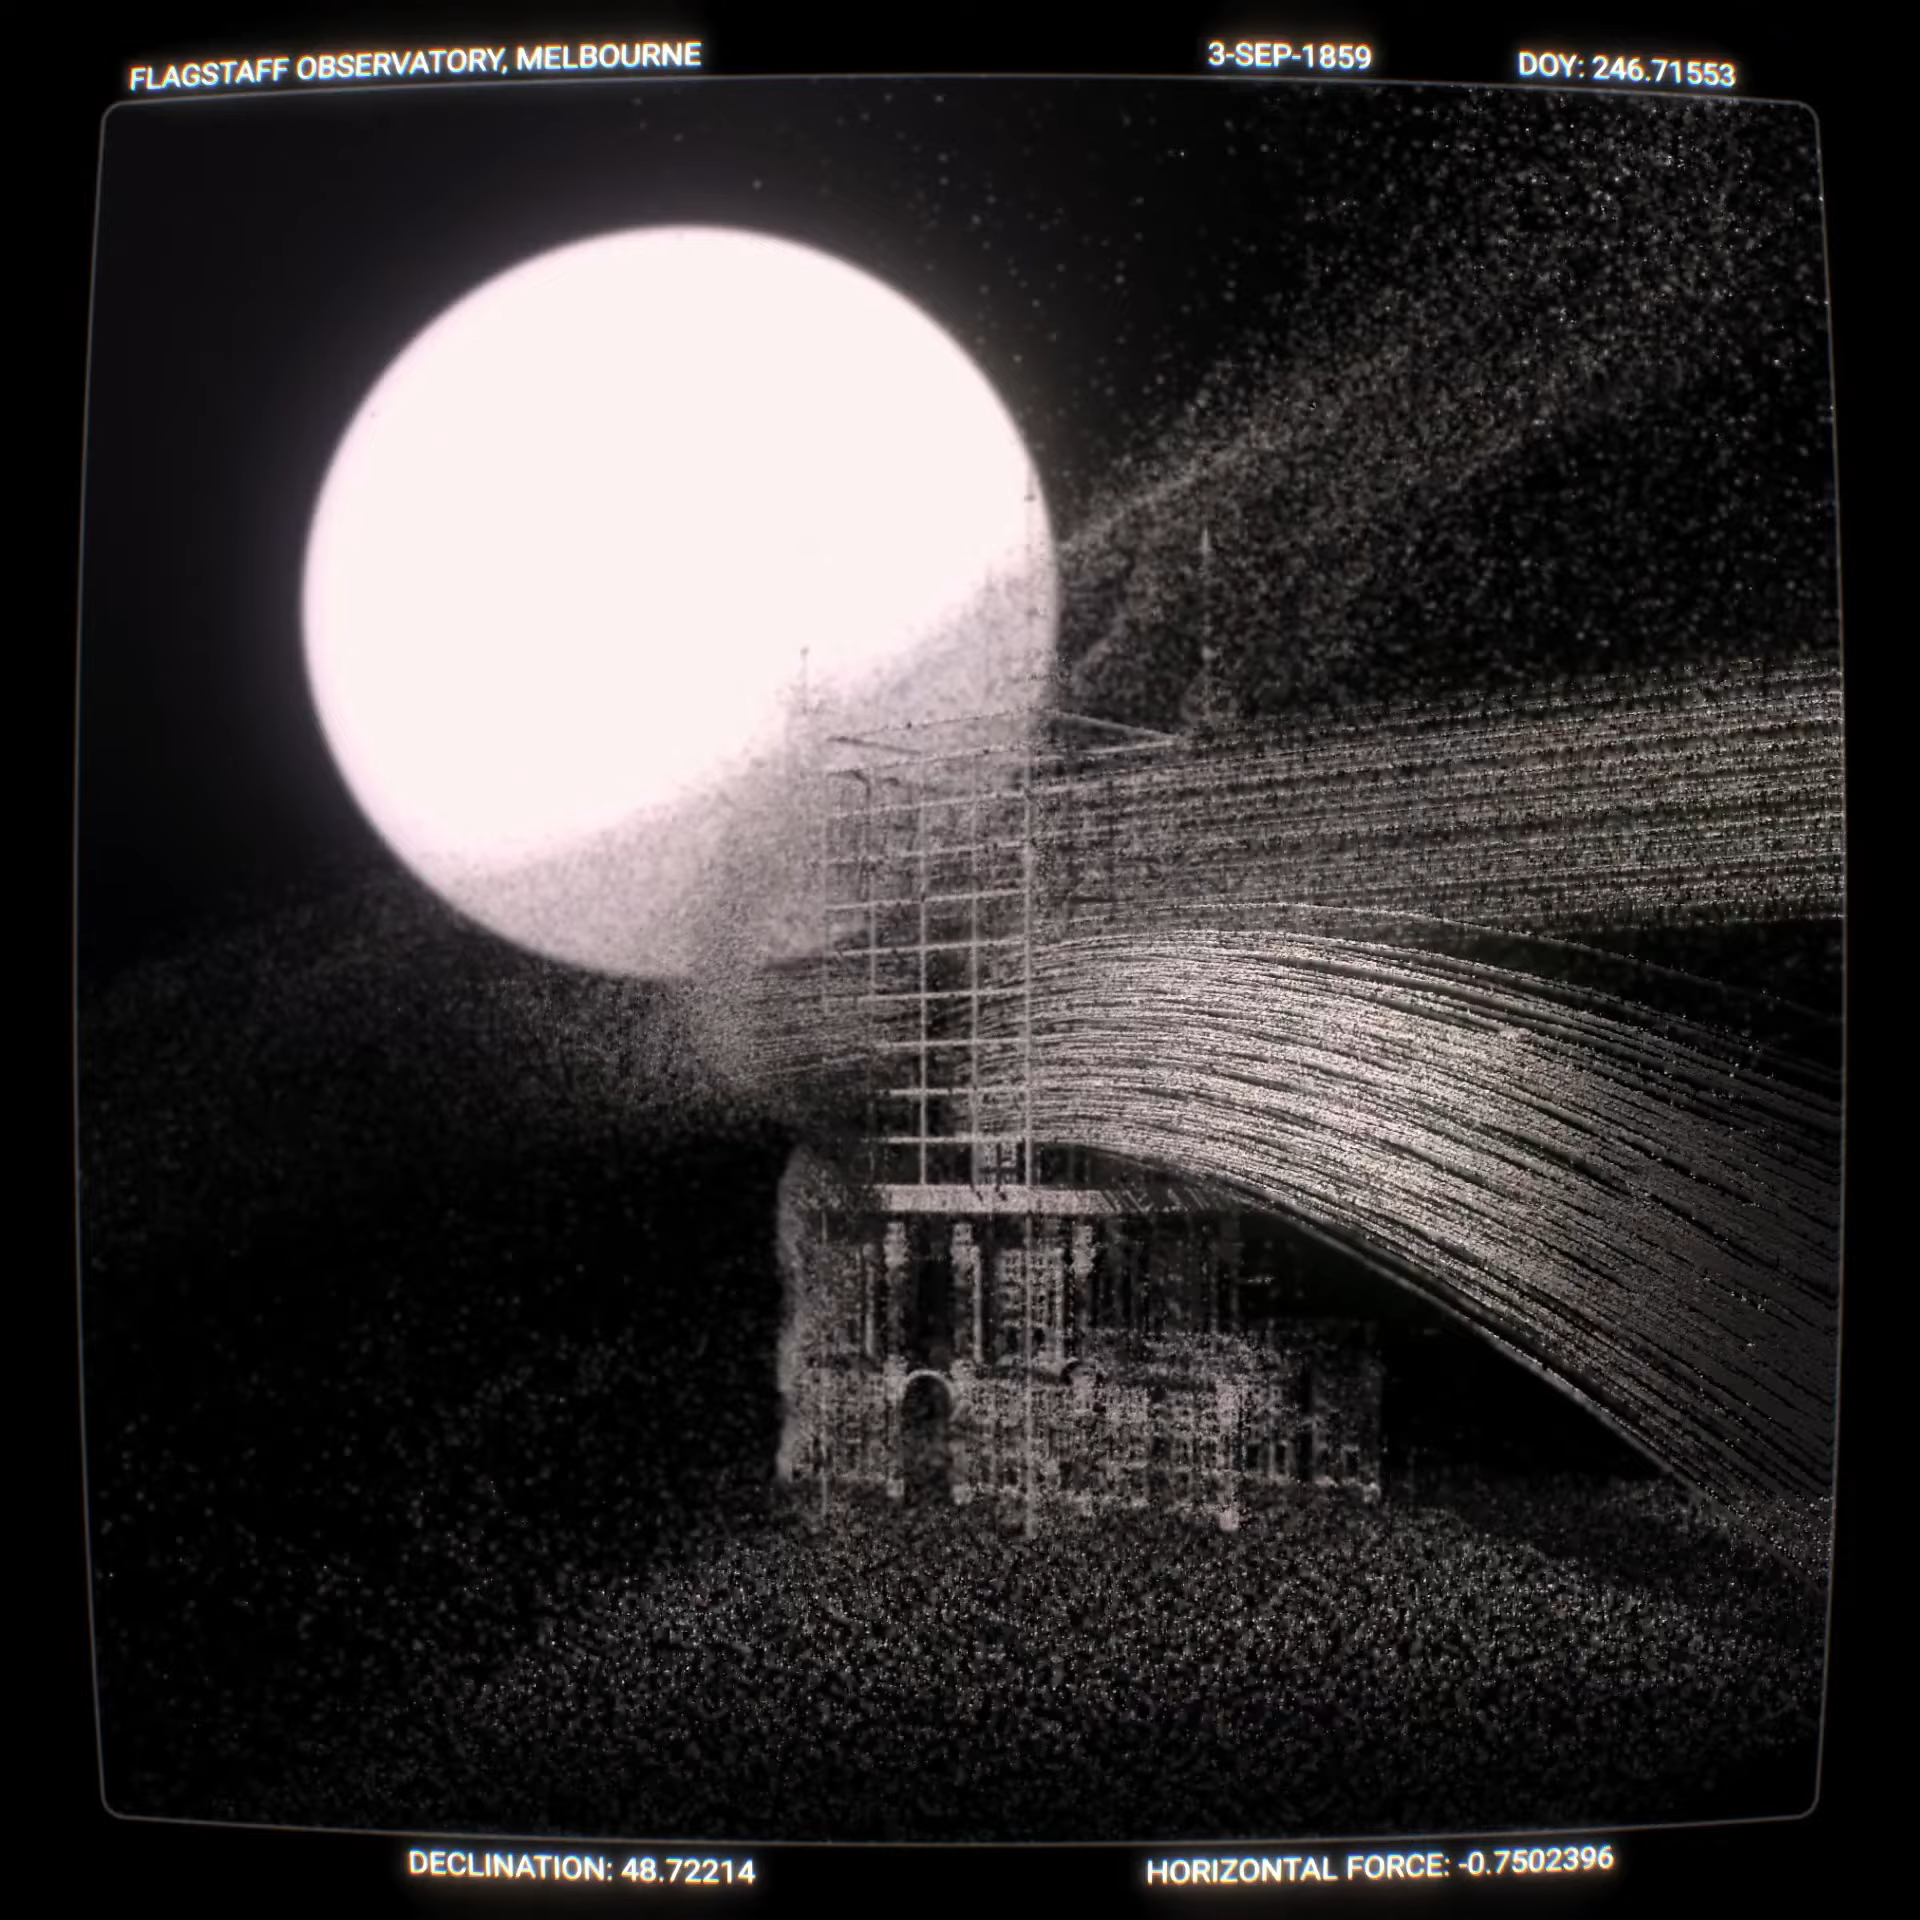 FLAGSTAFF OBSERVATORY, MELBOURNE
3-SEP-1859
DOY: 246.71553
DECLINATION: 48.72214
HORIZONTAL FORCE: -0.7502396